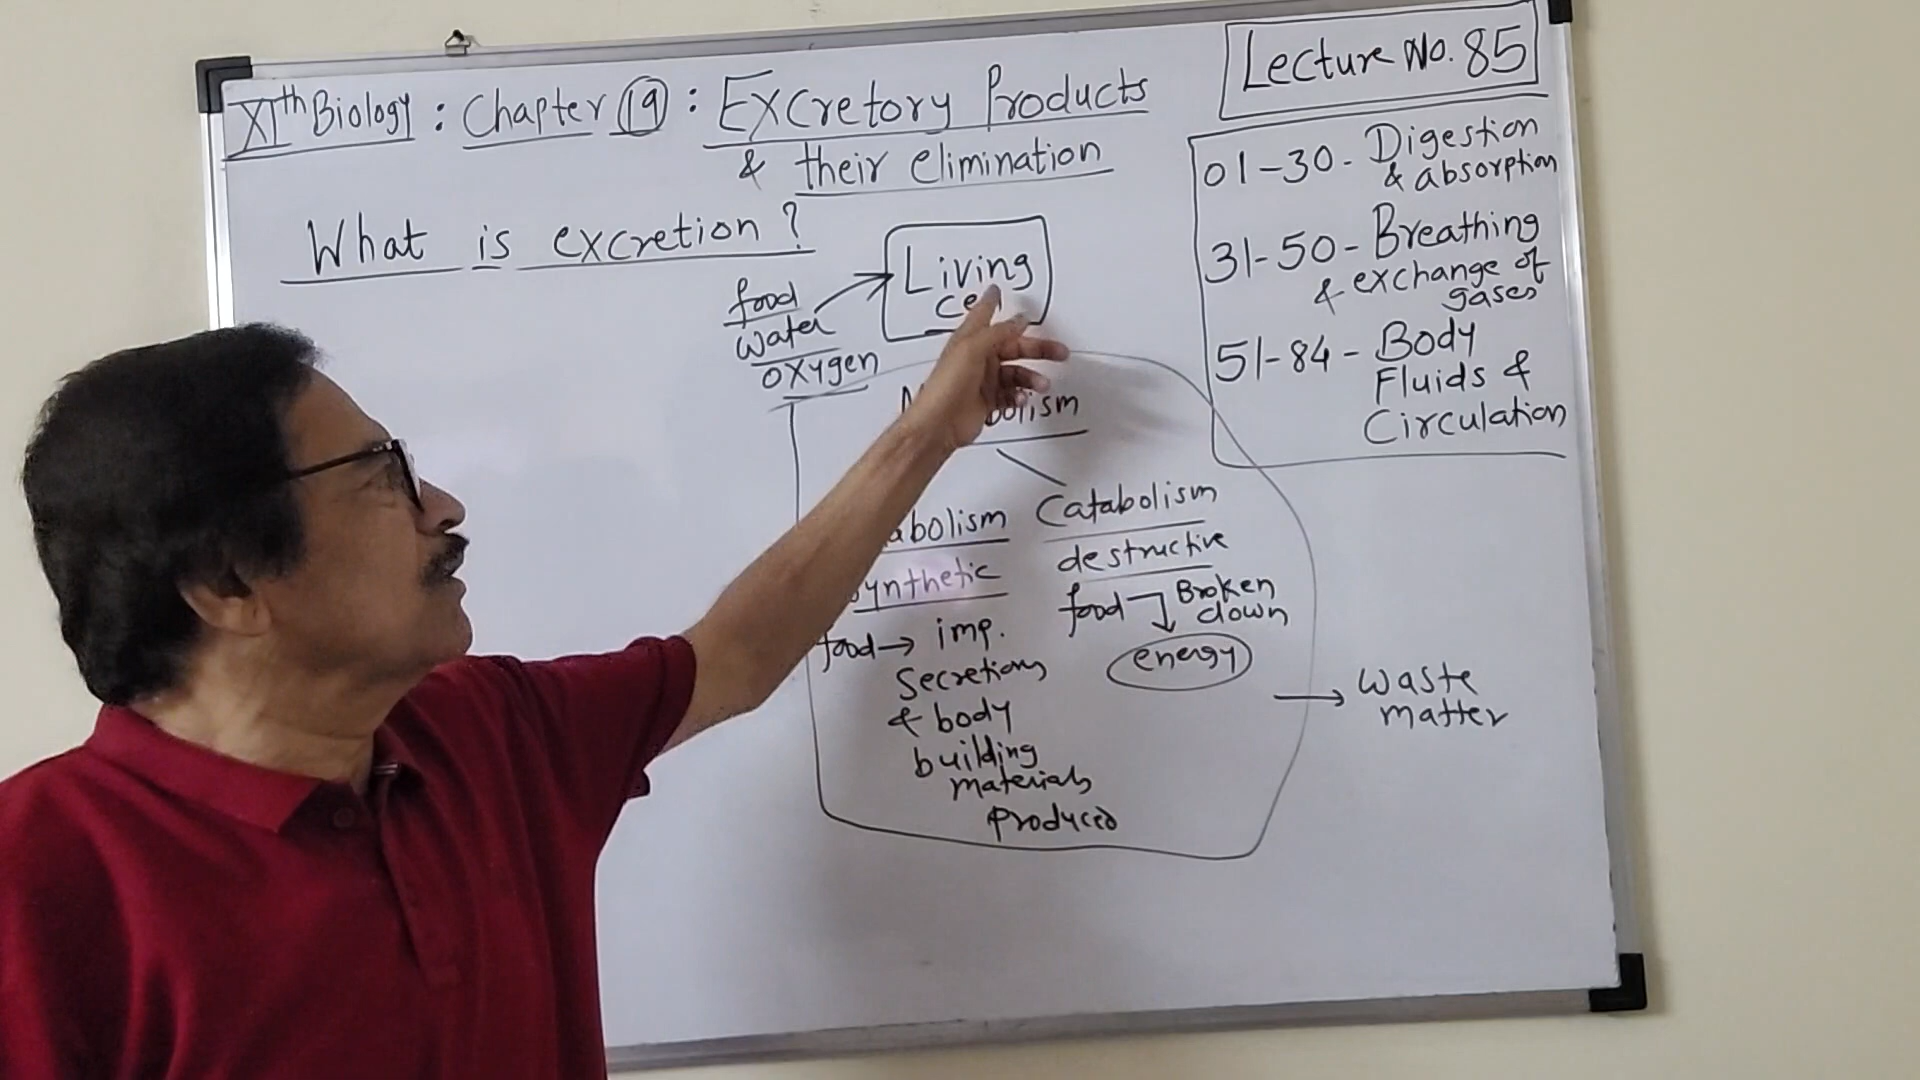 XIth Biology : Chapter 19 : Excretory Products
& their elimination
Lecture No. 85
01-30- Digestion
& absorption
31-50- Breathing
& exchange of
gases
51-84- Body
Fluids &
Circulation
What is excretion?
food
water
oxygen
Living
Catabolism
destructive
food Broken
down
energy
food → imp.
Secretions
& body
building
materials
produced
→ waste
matter